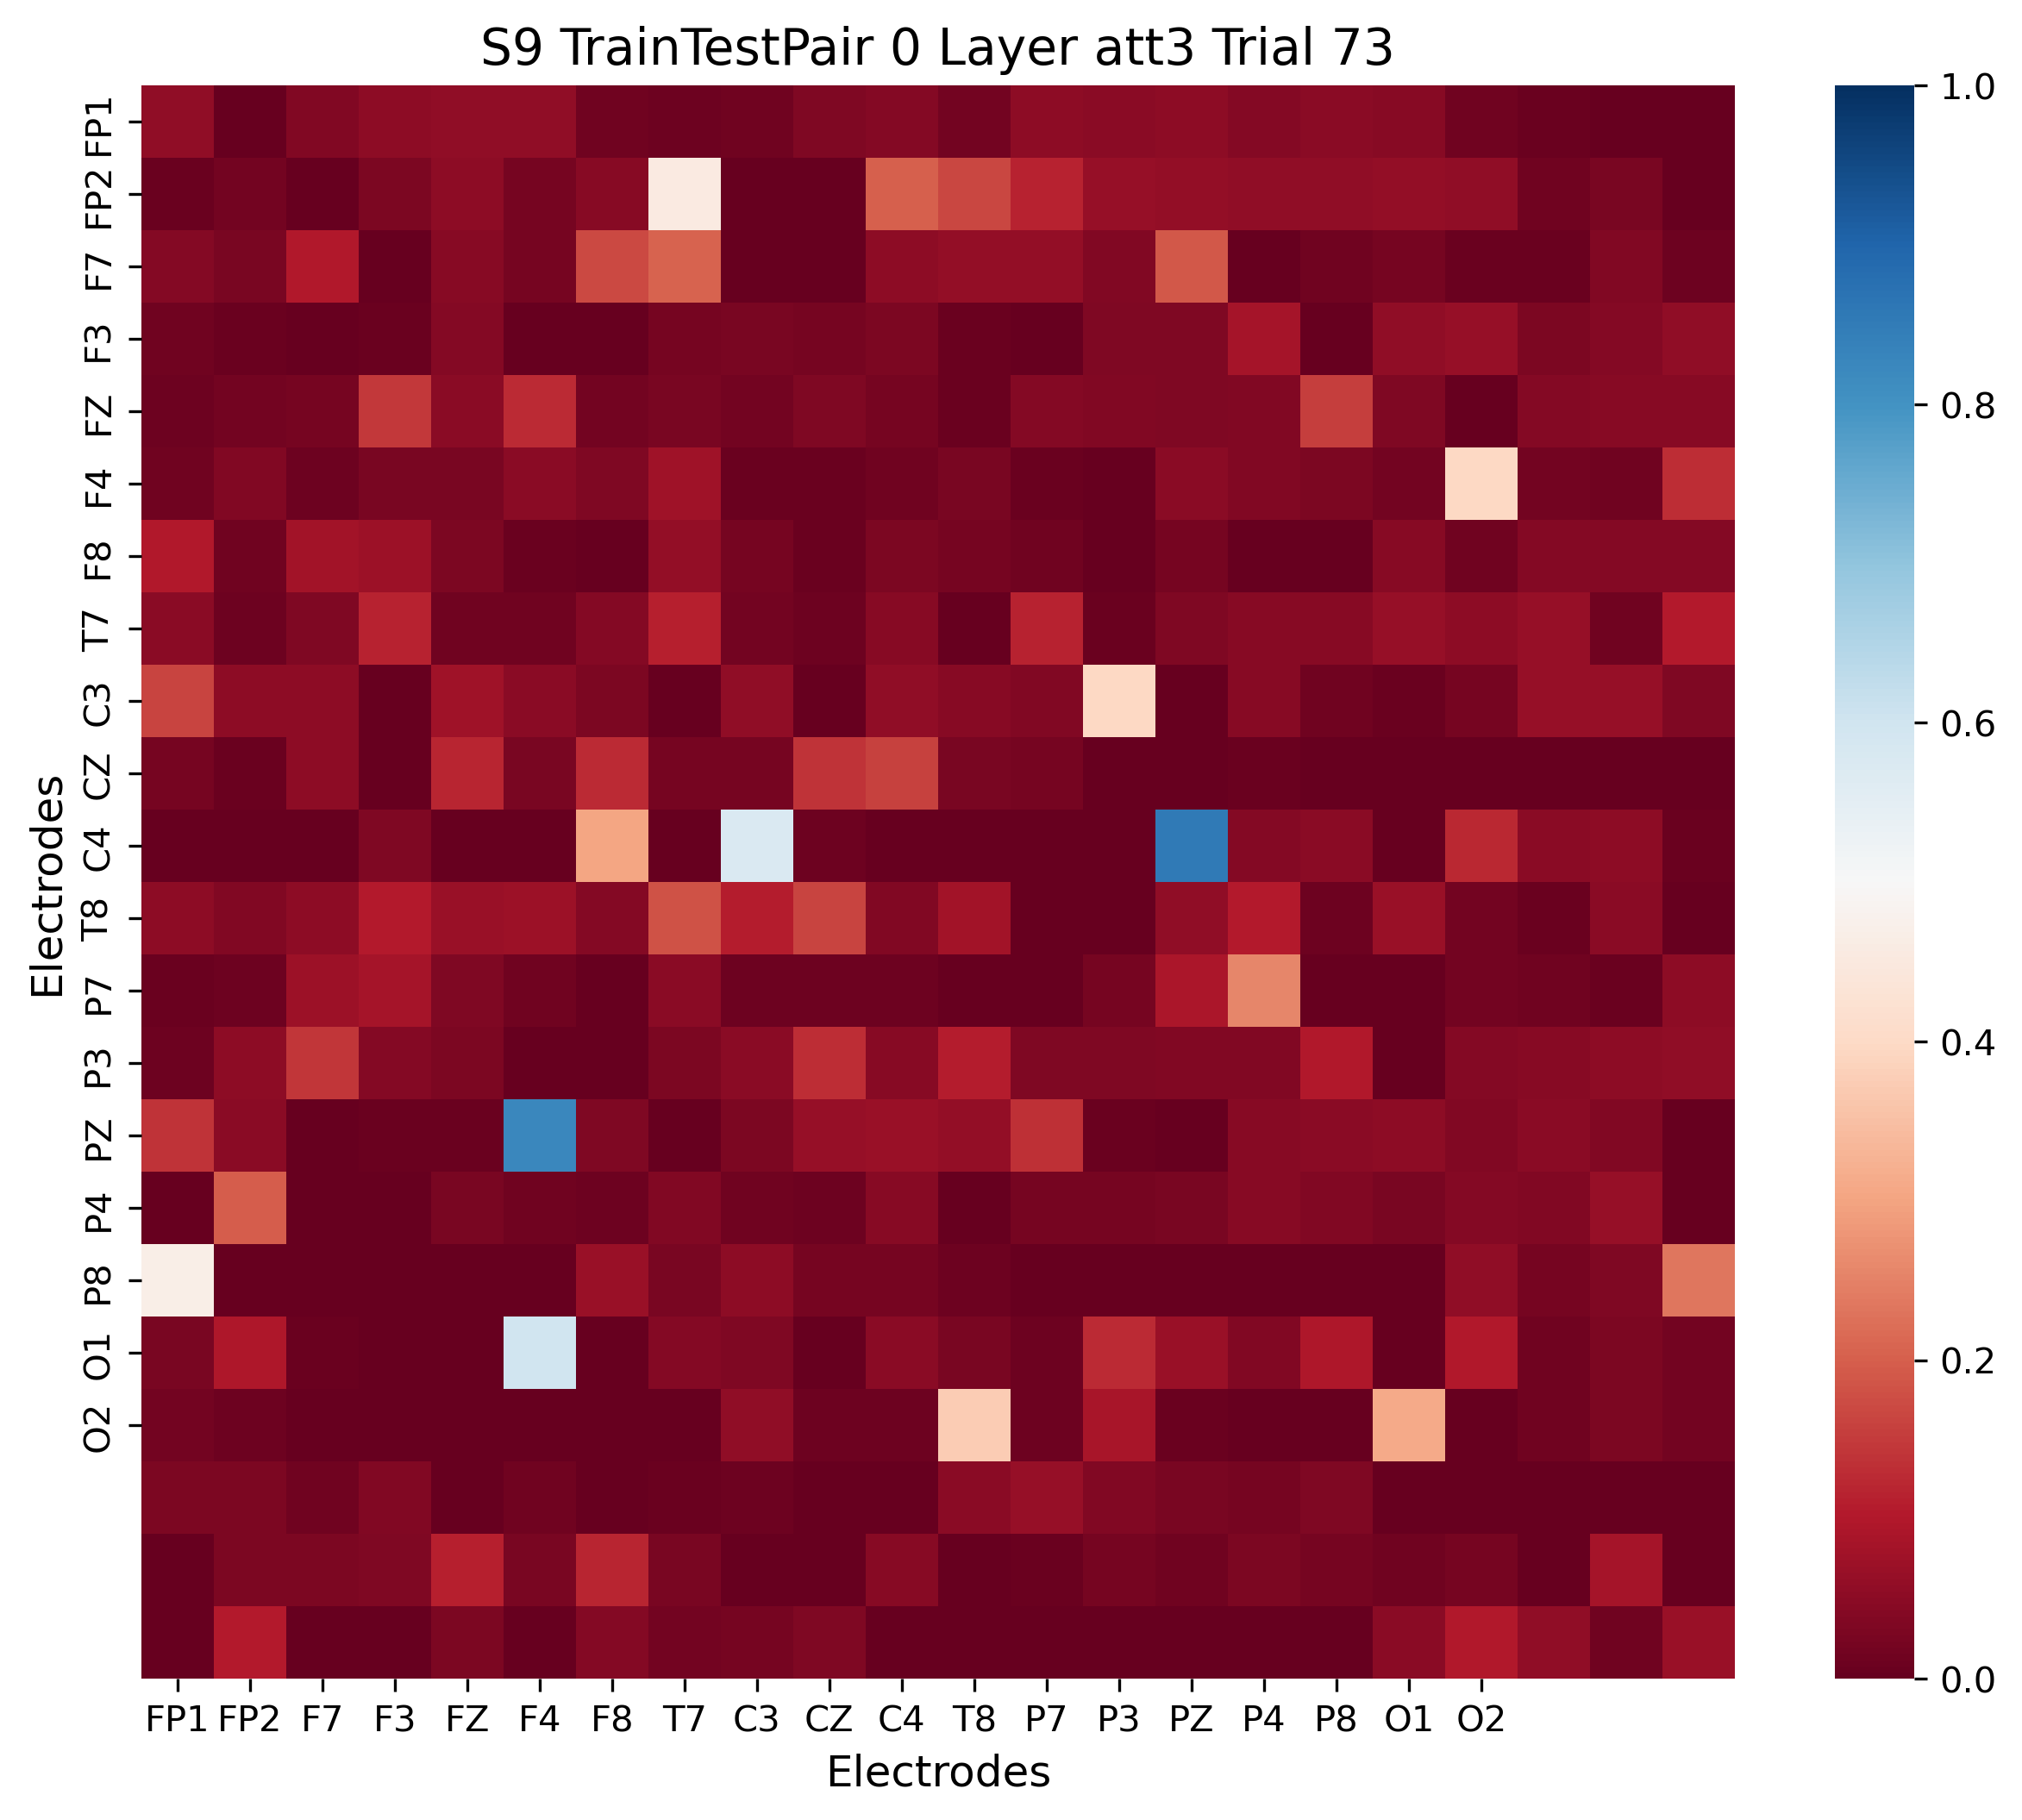 S9 TrainTestPair 0 Layer att3 Trial 73
Electrodes
FP1
FP2
F7
F3
FZ
F4
F8
T7
C3
CZ
C4
T8
P7
P3
PZ
P4
P8
O1
O2
FP1 FP2 F7 F3 FZ F4 F8 T7 C3 CZ C4 T8 P7 P3 PZ P4 P8 O1 O2
Electrodes
1.0
0.8
0.6
0.4
0.2
0.0